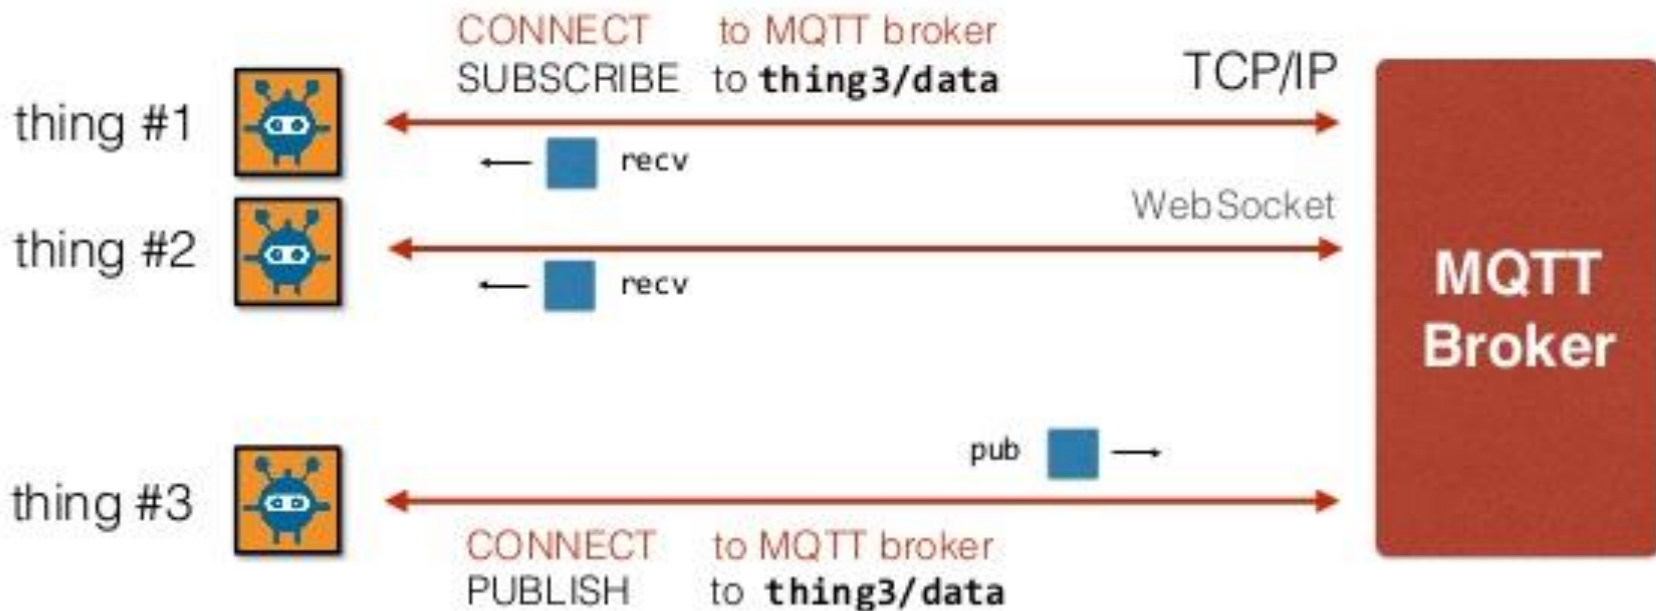 CONNECT to MQTT broker
SUBSCRIBE to thing3/data
TCP/IP
thing #1
recv
WebSocket
thing #2
recv
MQTT
Broker
pub
thing #3
CONNECT to MQTT broker
PUBLISH to thing3/data